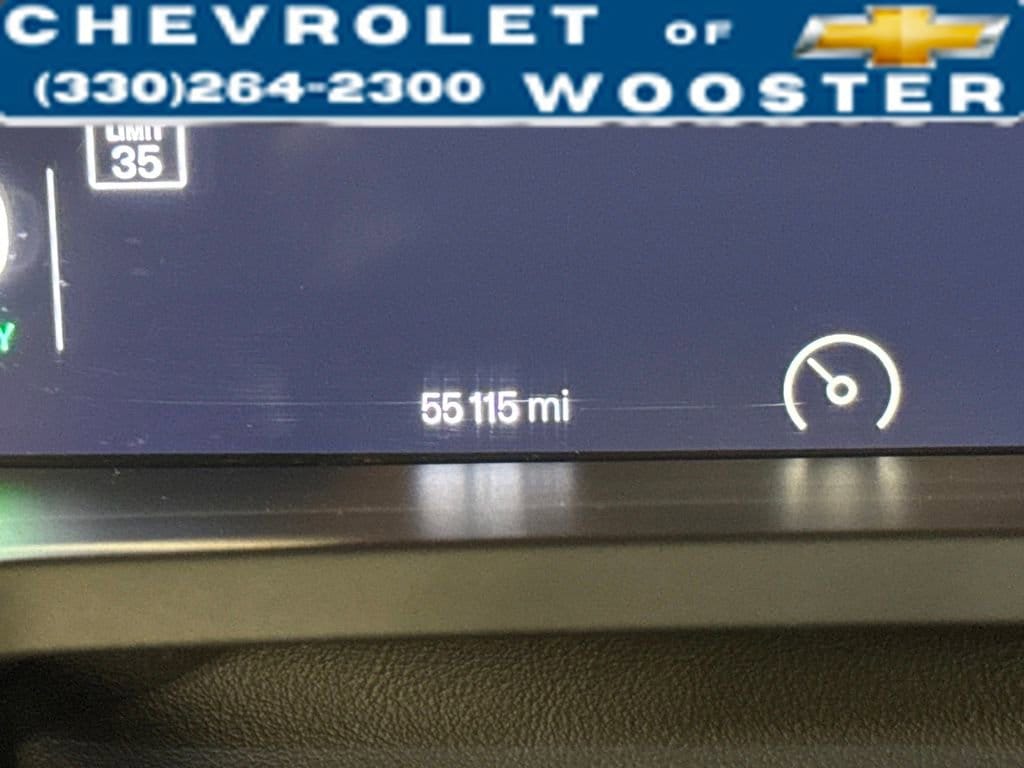 CHEVROLET OF
(330)264-2300 WOOSTER
LIMIT
35
Y
55 115 mi